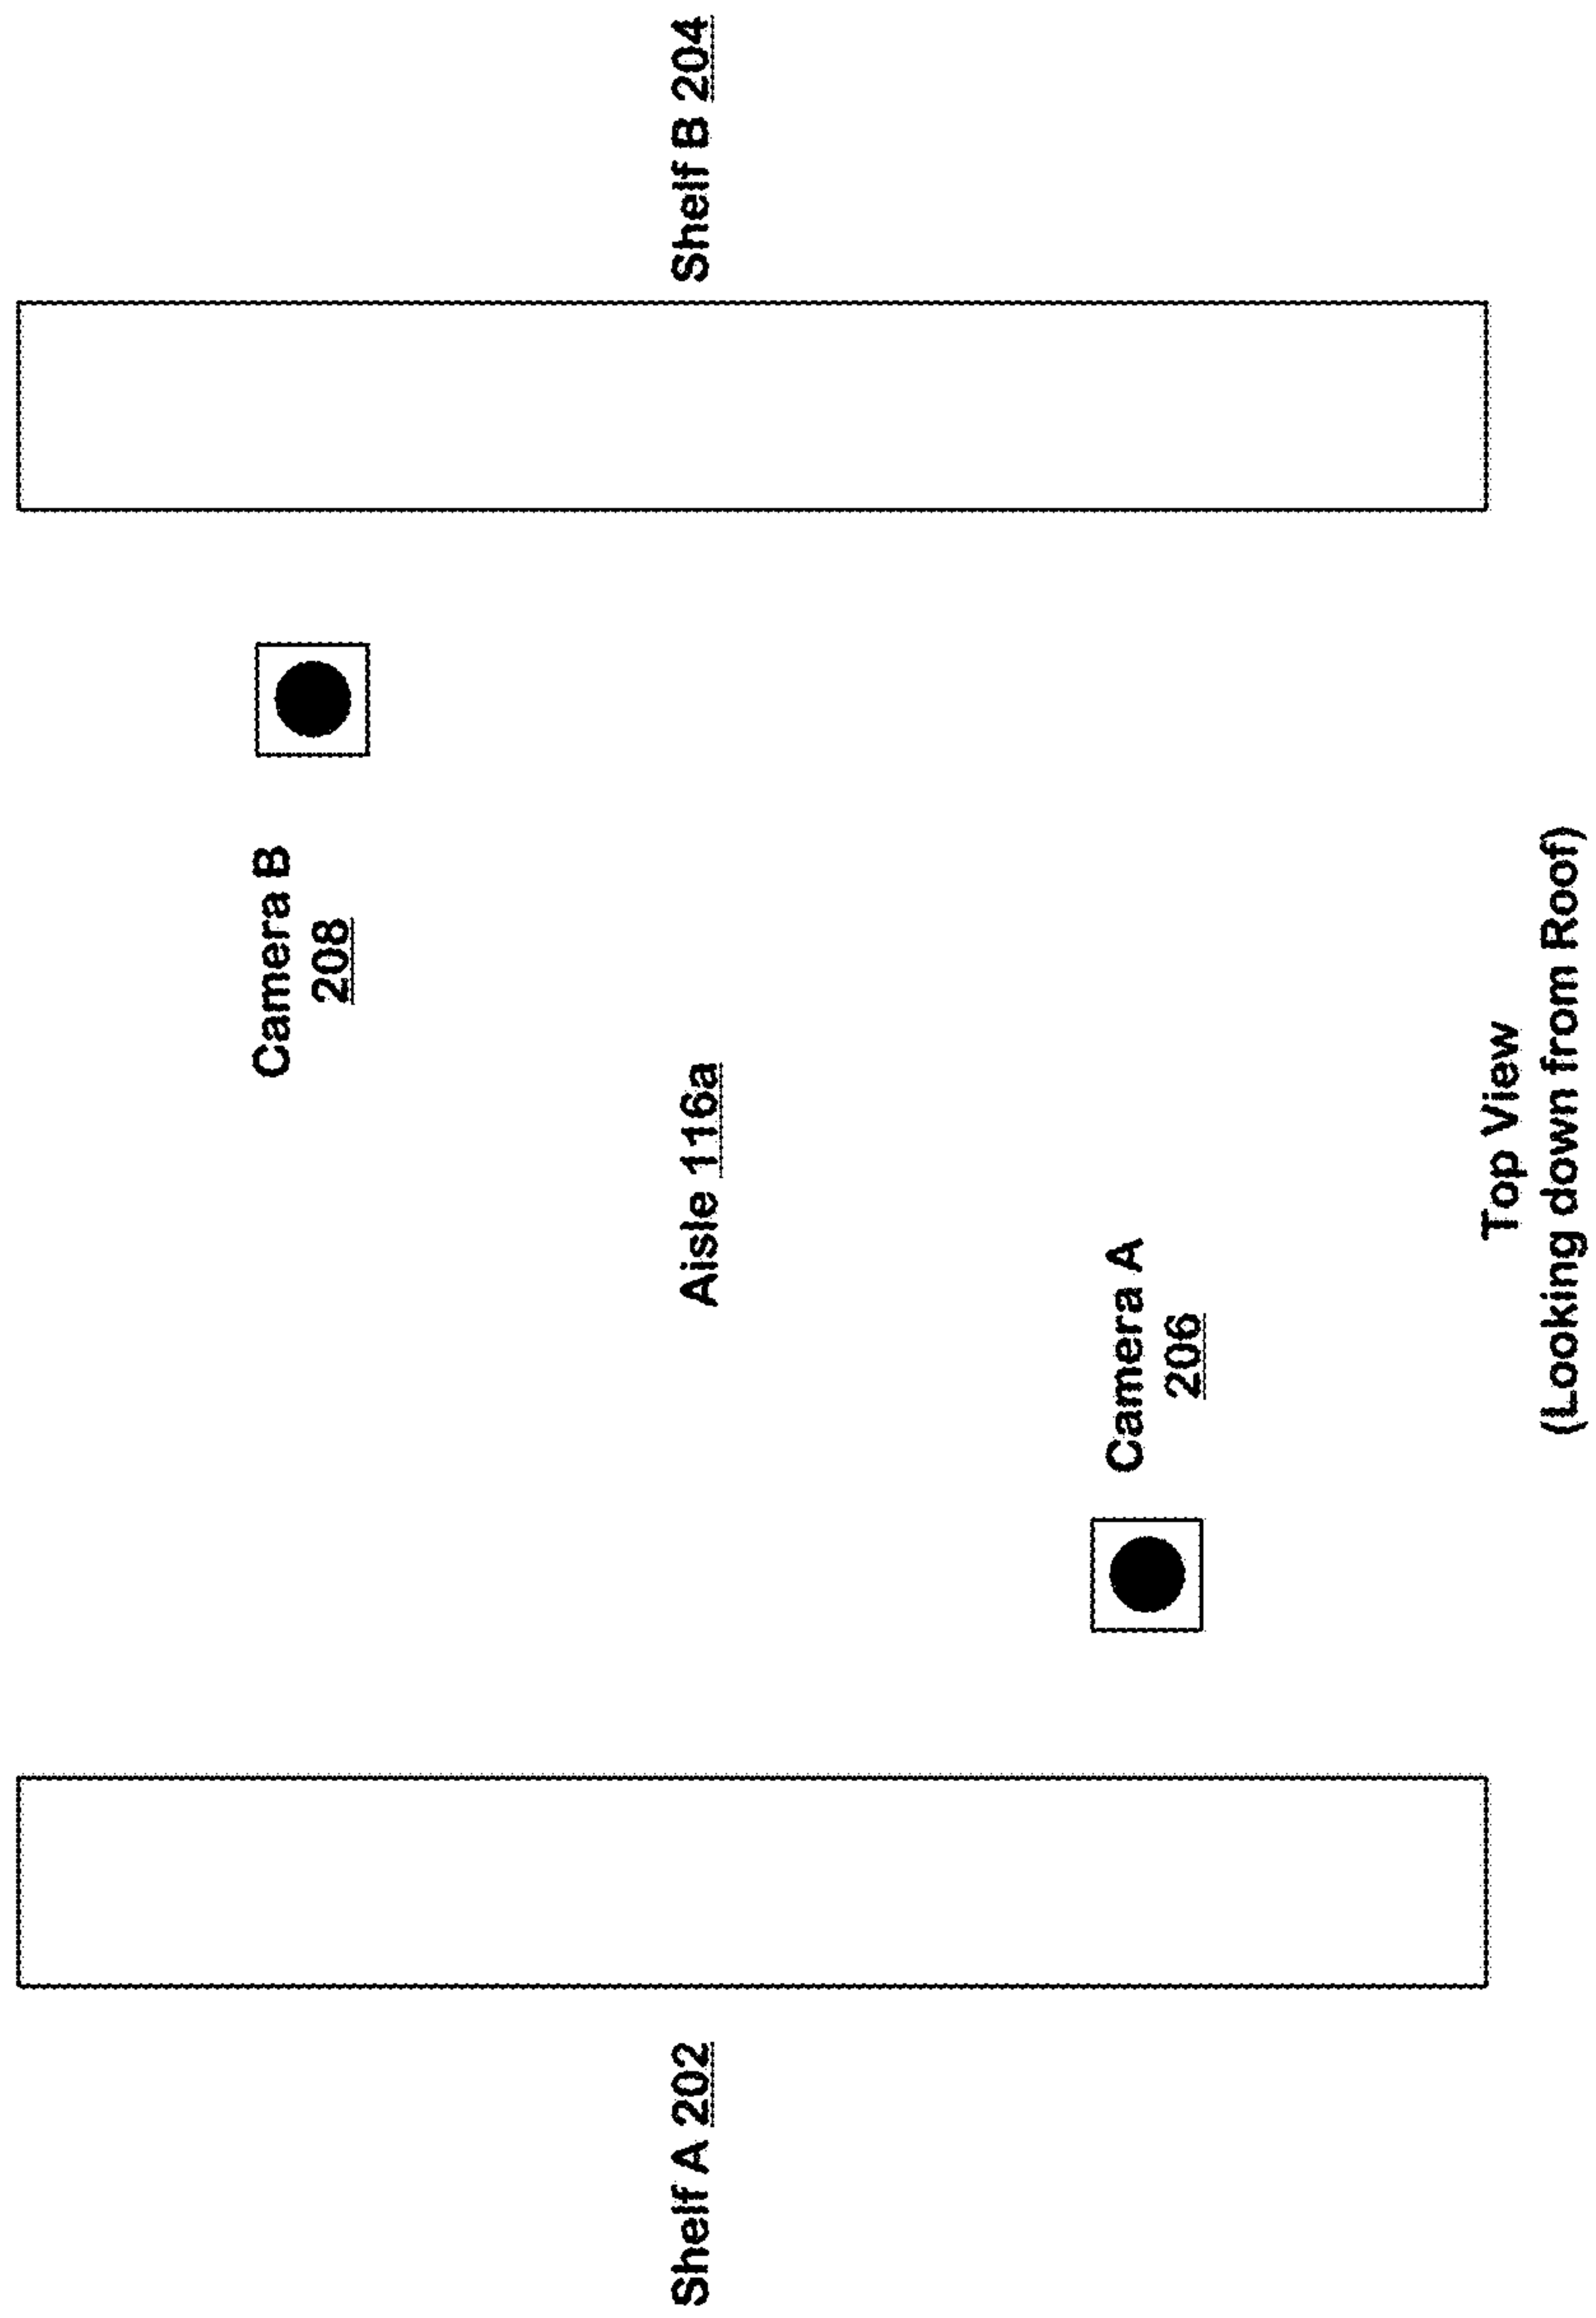 Camera B
208
Shelf A 202
Aisle 116a
Shelf B 204
Camera A
206
Top View
(Looking down from Roof)